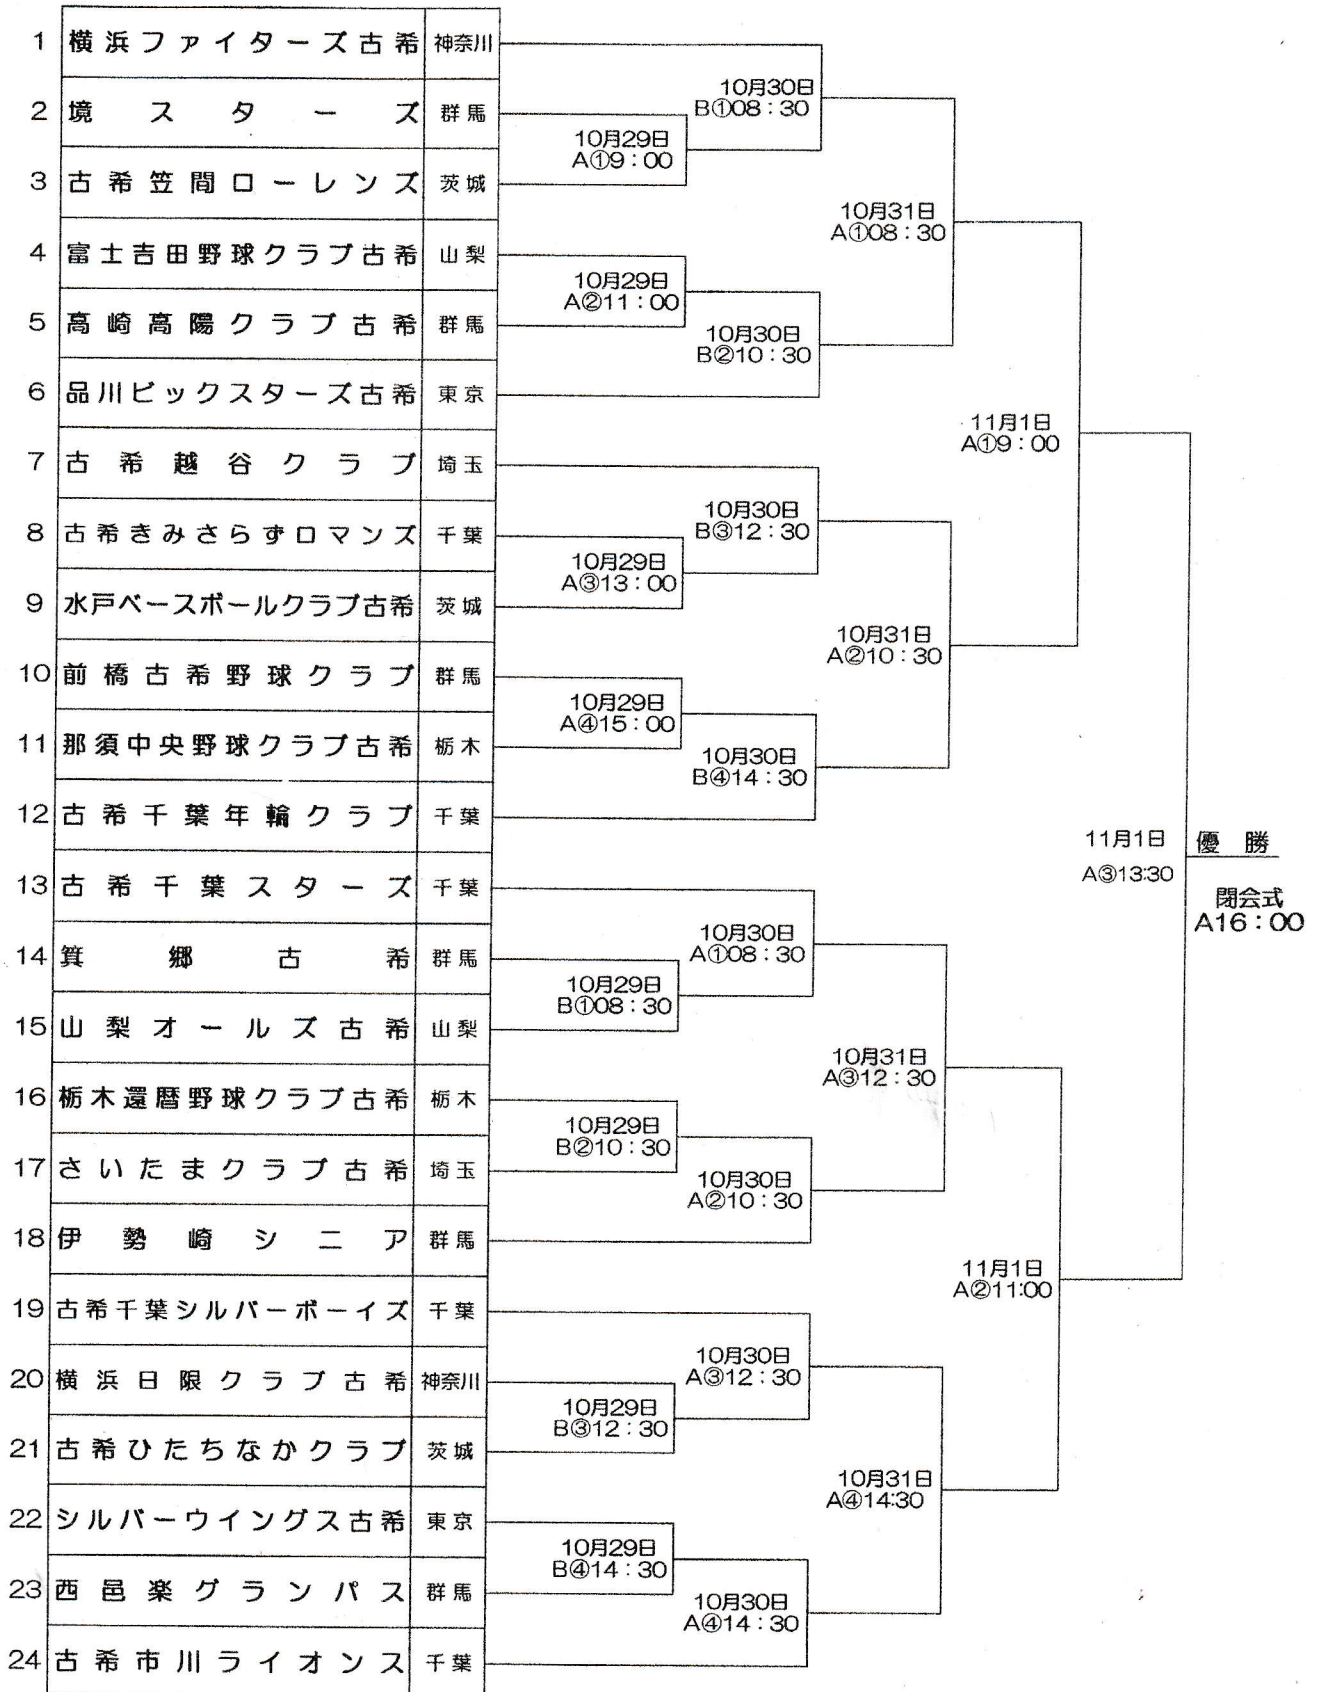 1 横浜ファイターズ古希 神奈川
2 境スターズ 群馬
3 古希笠間ローレンズ 茨城
4 富士吉田野球クラブ古希 山梨
5 高崎高陽クラブ古希 群馬
6 品川ビックスターズ古希 東京
7 古希越谷クラブ 埼玉
8 古希きみさらずロマンズ 千葉
9 水戸ベースボールクラブ古希 茨城
10 前橋古希野球クラブ 群馬
11 那須中央野球クラブ古希 栃木
12 古希千葉年輪クラブ 千葉
13 古希千葉スターズ 千葉
14 箕郷古希 群馬
15 山梨オールズ古希 山梨
16 栃木還暦野球クラブ古希 栃木
17 さいたまクラブ古希 埼玉
18 伊勢崎シニア 群馬
19 古希千葉シルバーボーイズ 千葉
20 横浜日限クラブ古希 神奈川
21 古希ひたちなかクラブ 茨城
22 シルバーウイングス古希 東京
23 西邑楽グランパス 群馬
24 古希市川ライオンス 千葉
10月29日
A①9：00
10月29日
A②11：00
10月29日
A③13：00
10月29日
A④15：00
10月29日
B①08：30
10月29日
B②10：30
10月29日
B③12：30
10月29日
B④14：30
10月30日
B①08：30
10月30日
B②10：30
10月30日
B③12：30
10月30日
B④14：30
10月30日
A①08：30
10月30日
A②10：30
10月30日
A③12：30
10月30日
A④14：30
10月31日
A①08：30
10月31日
A②10：30
10月31日
A③12：30
10月31日
A④14:30
11月1日
A①9：00
11月1日
A②11:00
11月1日
A③13:30
優勝
閉会式
A16：00